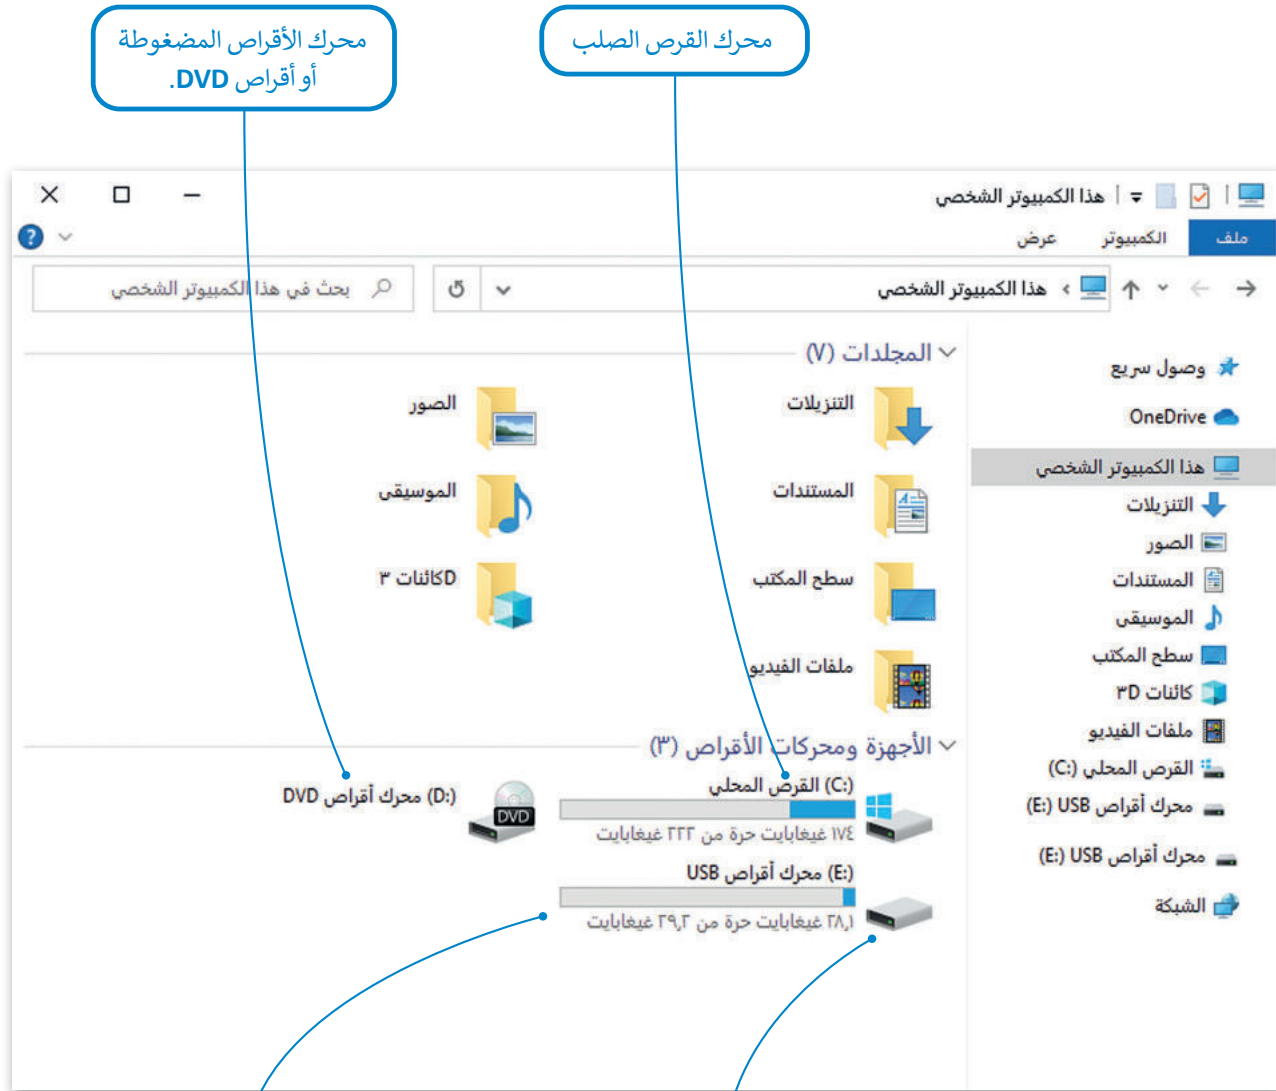 محرك القرص الصلب
محرك الأقراص المضغوطة
أو أقراص DVD.
هذا الكمبيوتر الشخصي
ملف
الكمبيوتر
عرض
هذا الكمبيوتر الشخصي
بحث في هذا الكمبيوتر الشخصي
وصول سريع
OneDrive
هذا الكمبيوتر الشخصي
التنزيلات
الصور
المستندات
الموسيقى
سطح المكتب
كائنات ٣D
ملفات الفيديو
القرص المحلي (C:)
محرك أقراص USB (E:)
محرك أقراص USB (E:)
الشبكة
المجلدات (٧)
التنزيلات
الصور
المستندات
الموسيقى
سطح المكتب
Dكائنات ٣
ملفات الفيديو
الأجهزة ومحركات الأقراص (٣)
(C:) القرص المحلي
١٧٤ غيغابايت حرة من ٢٢٢ غيغابايت
(D:) محرك أقراص DVD
DVD
(E:) محرك أقراص USB
٢٨,١ غيغابايت حرة من ٢٩,٢ غيغابايت